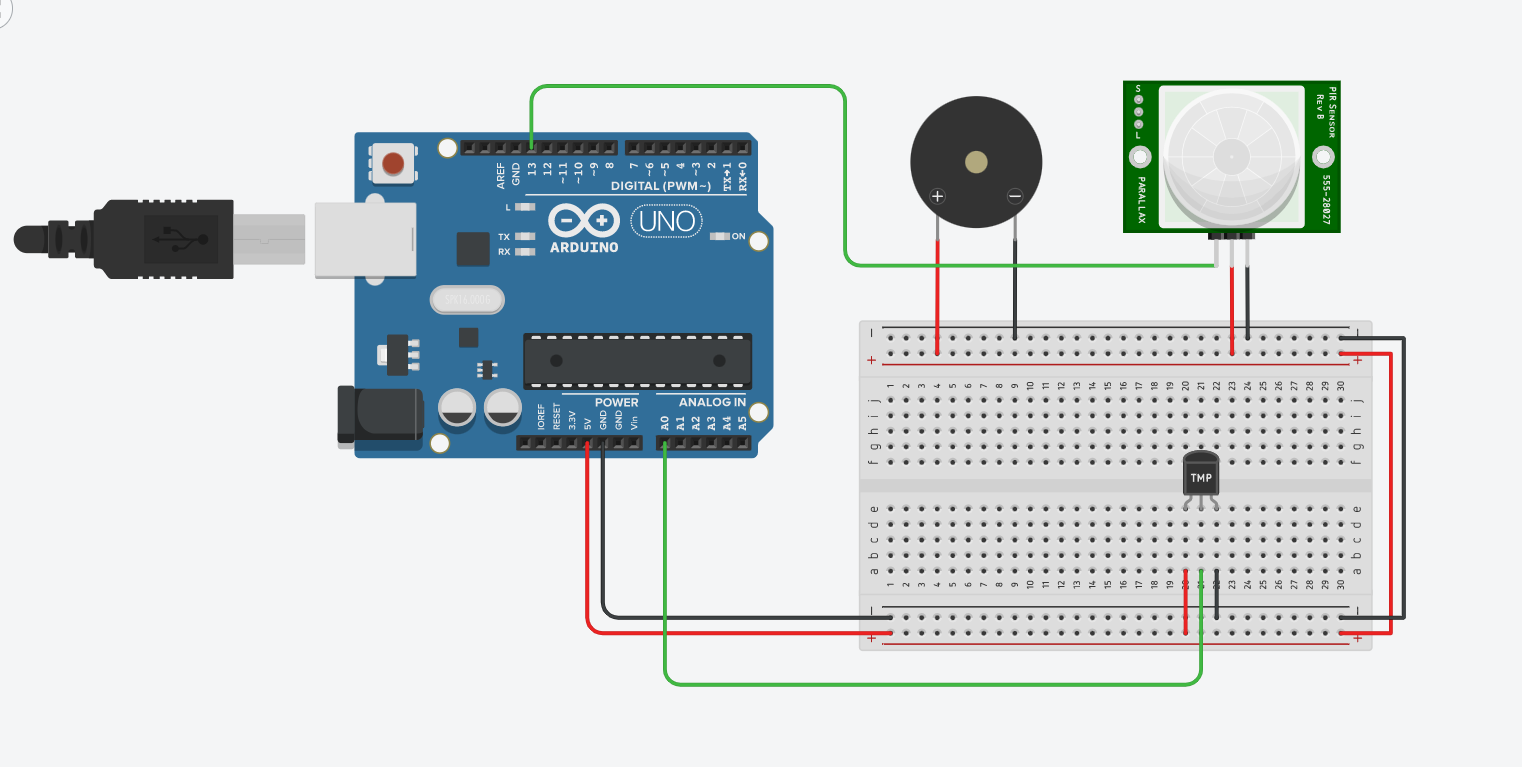 S
L
PIR SENSOR
REV B
PARALLAX
555-28027
+
−
AREF
GND
13
12
~11
~10
~9
8
7
~6
~5
4
~3
2
TX→1
RX←0
DIGITAL (PWM ~)
L
TX
RX
ARDUINO
UNO
ON
POWER
ANALOG IN
IOREF
RESET
3.3V
5V
GND
GND
Vin
A0
A1
A2
A3
A4
A5
− −
+ +
1 2 3 4 5 6 7 8 9 10 11 12 13 14 15 16 17 18 19 20 21 22 23 24 25 26 27 28 29 30
j j
i i
h h
g g
f f
TMP
e e
d d
c c
b b
a a
1 2 3 4 5 6 7 8 9 10 11 12 13 14 15 16 17 18 19 20 21 22 23 24 25 26 27 28 29 30
− −
+ +